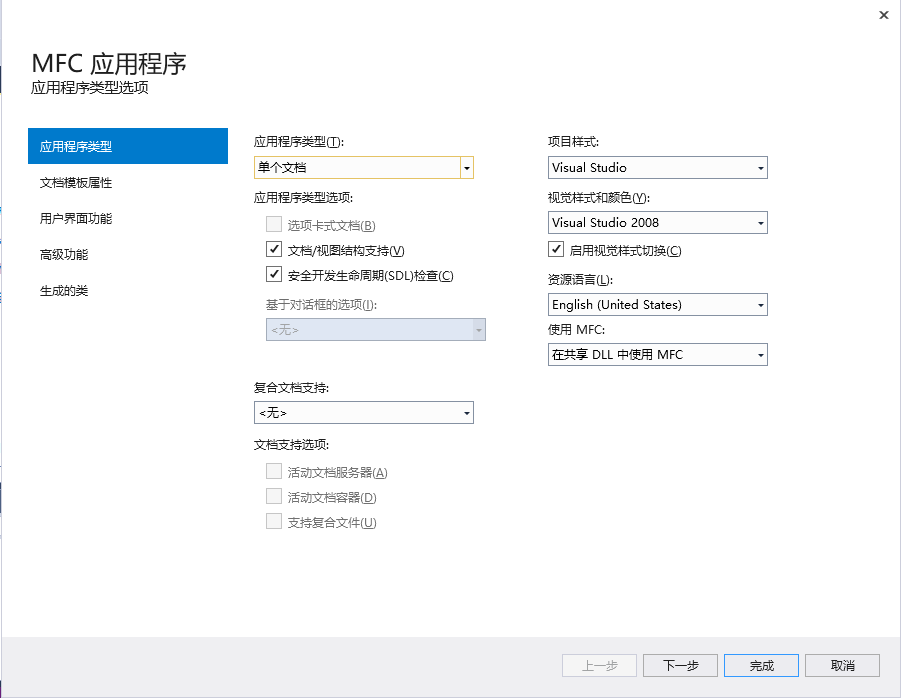 MFC 应用程序
应用程序类型选项
应用程序类型
文档模板属性
用户界面功能
高级功能
生成的类
应用程序类型(T):
单个文档
应用程序类型选项:
选项卡式文档(B)
文档/视图结构支持(V)
安全开发生命周期(SDL)检查(C)
基于对话框的选项(I):
<无>
复合文档支持:
<无>
文档支持选项:
活动文档服务器(A)
活动文档容器(D)
支持复合文件(U)
项目样式:
Visual Studio
视觉样式和颜色(Y):
Visual Studio 2008
启用视觉样式切换(C)
资源语言(L):
English (United States)
使用 MFC:
在共享 DLL 中使用 MFC
上一步
下一步
完成
取消